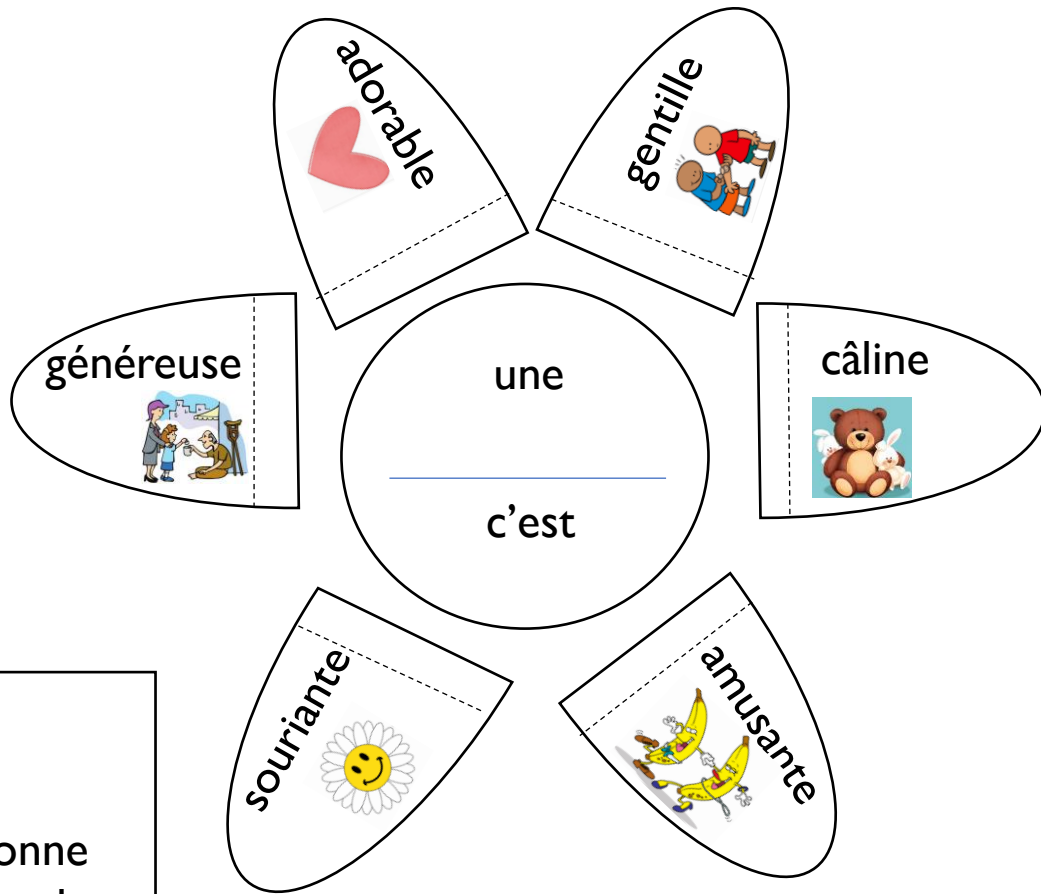 adorable
gentille
généreuse
câline
une
c’est
souriante
amusante
onne